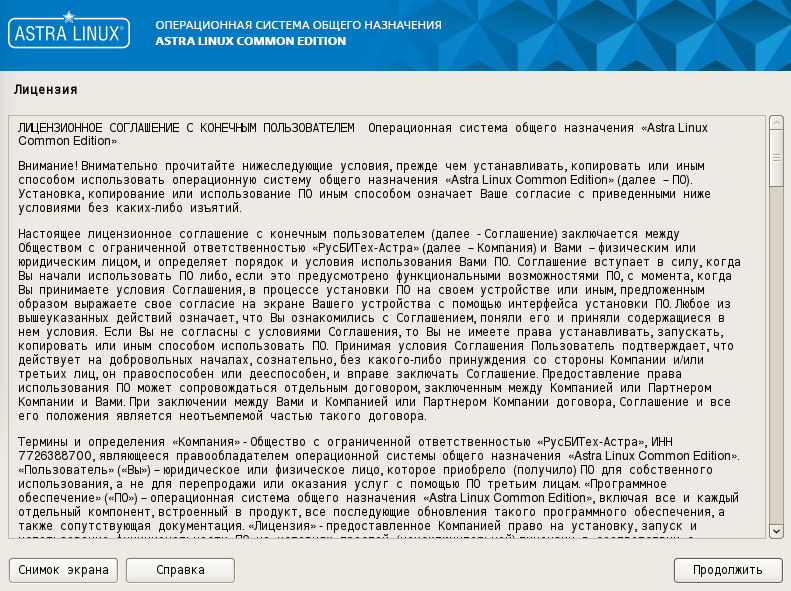 ASTRA LINUX®
ОПЕРАЦИОННАЯ СИСТЕМА ОБЩЕГО НАЗНАЧЕНИЯ
ASTRA LINUX COMMON EDITION
Лицензия
ЛИЦЕНЗИОННОЕ СОГЛАШЕНИЕ С КОНЕЧНЫМ ПОЛЬЗОВАТЕЛЕМ Операционная система общего назначения «Astra Linux
Common Edition»
Внимание! Внимательно прочитайте нижеследующие условия, прежде чем устанавливать, копировать или иным
способом использовать операционную систему общего назначения «Astra Linux Common Edition» (далее – ПО).
Установка, копирование или использование ПО иным способом означает Ваше согласие с приведенными ниже
условиями без каких-либо изъятий.
Настоящее лицензионное соглашение с конечным пользователем (далее - Соглашение) заключается между
Обществом с ограниченной ответственностью «РусБИТех-Астра» (далее – Компания) и Вами – физическим или
юридическим лицом, и определяет порядок и условия использования Вами ПО. Соглашение вступает в силу, когда
Вы начали использовать ПО либо, если это предусмотрено функциональными возможностями ПО, с момента, когда
Вы принимаете условия Соглашения, в процессе установки ПО на своем устройстве или иным, предложенным
образом выражаете свое согласие на экране Вашего устройства с помощью интерфейса установки ПО. Любое из
вышеуказанных действий означает, что Вы ознакомились с Соглашением, поняли его и приняли содержащиеся в
нем условия. Если Вы не согласны с условиями Соглашения, то Вы не имеете права устанавливать, запускать,
копировать или иным способом использовать ПО. Принимая условия Соглашения Пользователь подтверждает, что
действует на добровольных началах, сознательно, без какого-либо принуждения со стороны Компании и/или
третьих лиц, он правоспособен или дееспособен, и вправе заключать Соглашение. Предоставление права
использования ПО может сопровождаться отдельным договором, заключенным между Компанией или Партнером
Компании и Вами. При заключении между Вами и Компанией или Партнером Компании договора, Соглашение и все
его положения является неотъемлемой частью такого договора.
Термины и определения «Компания» - Общество с ограниченной ответственностью «РусБИТех-Астра», ИНН
7726388700, являющееся правообладателем операционной системы общего назначения «Astra Linux Common Edition».
«Пользователь» («Вы») – юридическое или физическое лицо, которое приобрело (получило) ПО для собственного
использования, а не для перепродажи или оказания услуг с помощью ПО третьим лицам. «Программное
обеспечение» («ПО») – операционная система общего назначения «Astra Linux Common Edition», включая все и каждый
отдельный компонент, встроенный в продукт, все последующие обновления такого программного обеспечения, а
также сопутствующая документация. «Лицензия» - предоставленное Компанией право на установку, запуск и
Снимок экрана
Справка
Продолжить